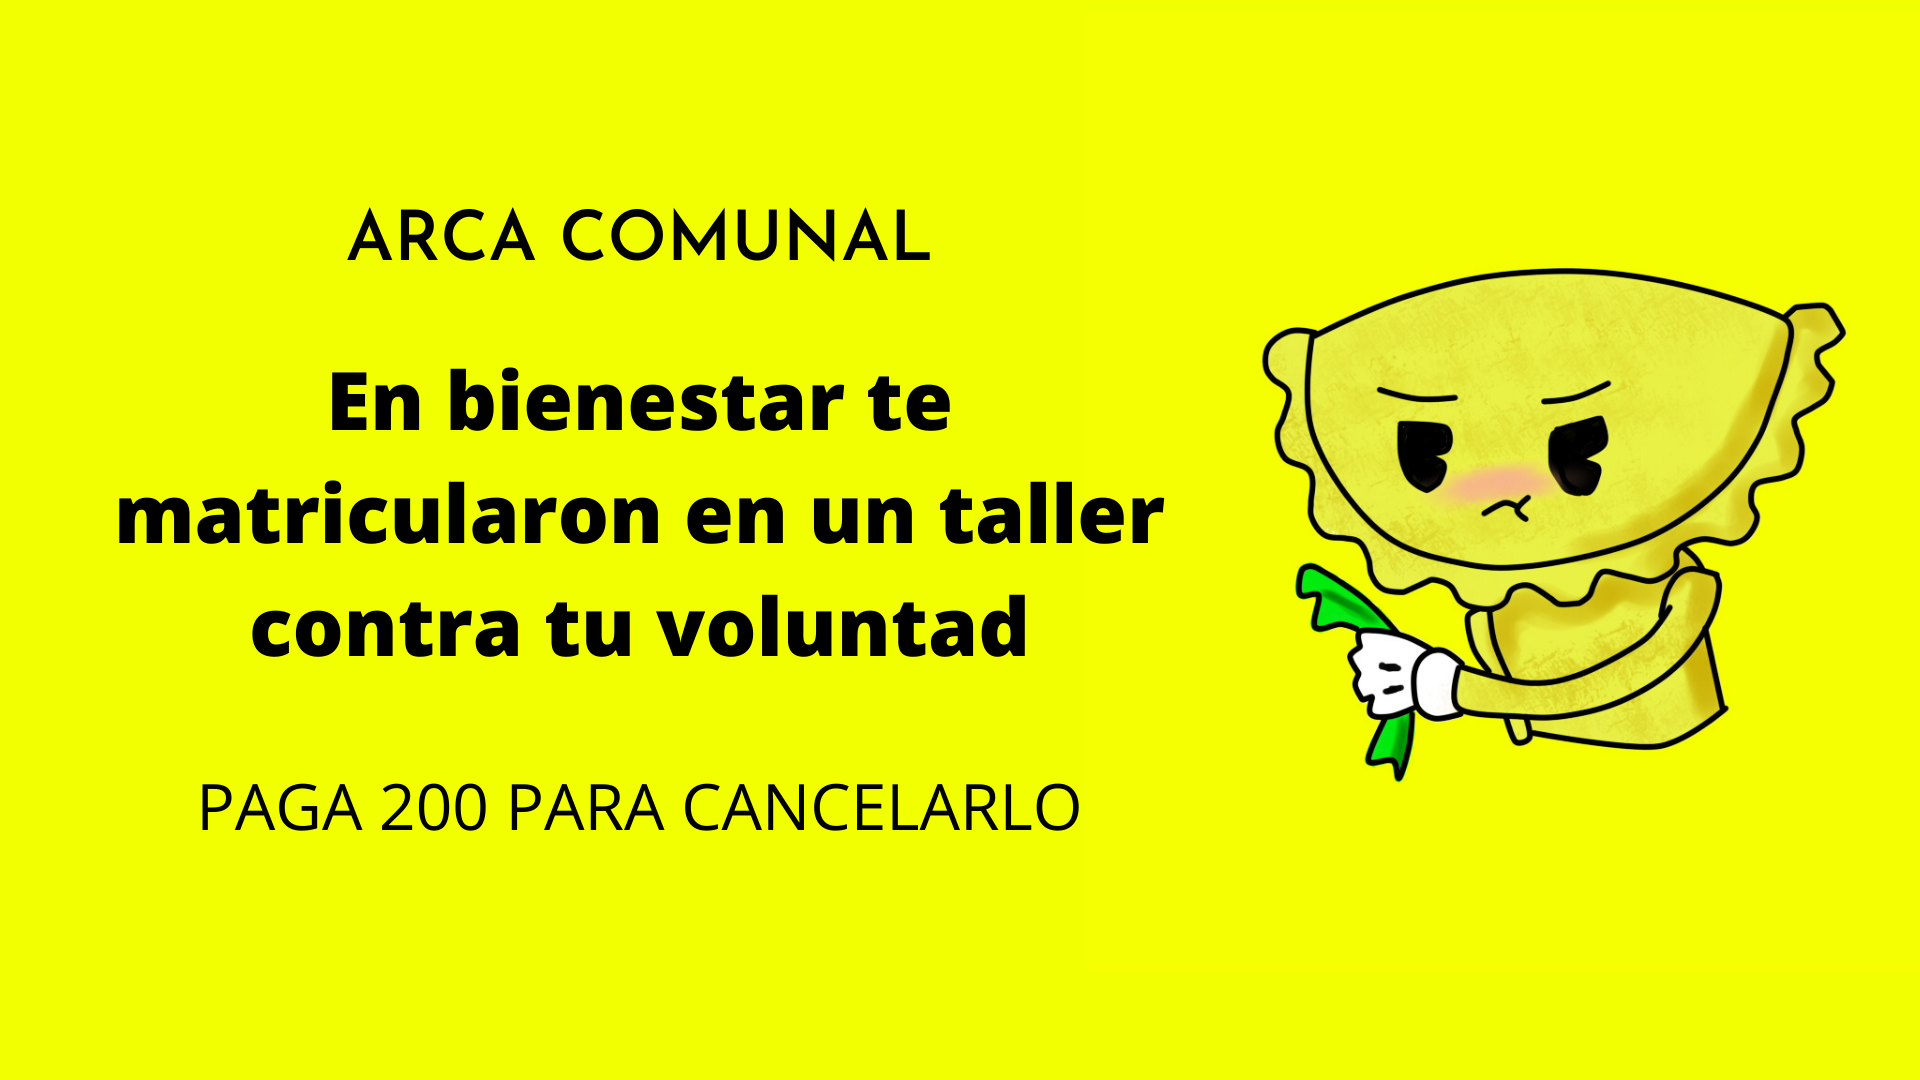 ARCA COMUNAL
En bienestar te
matricularon en un taller
contra tu voluntad
PAGA 200 PARA CANCELARLO